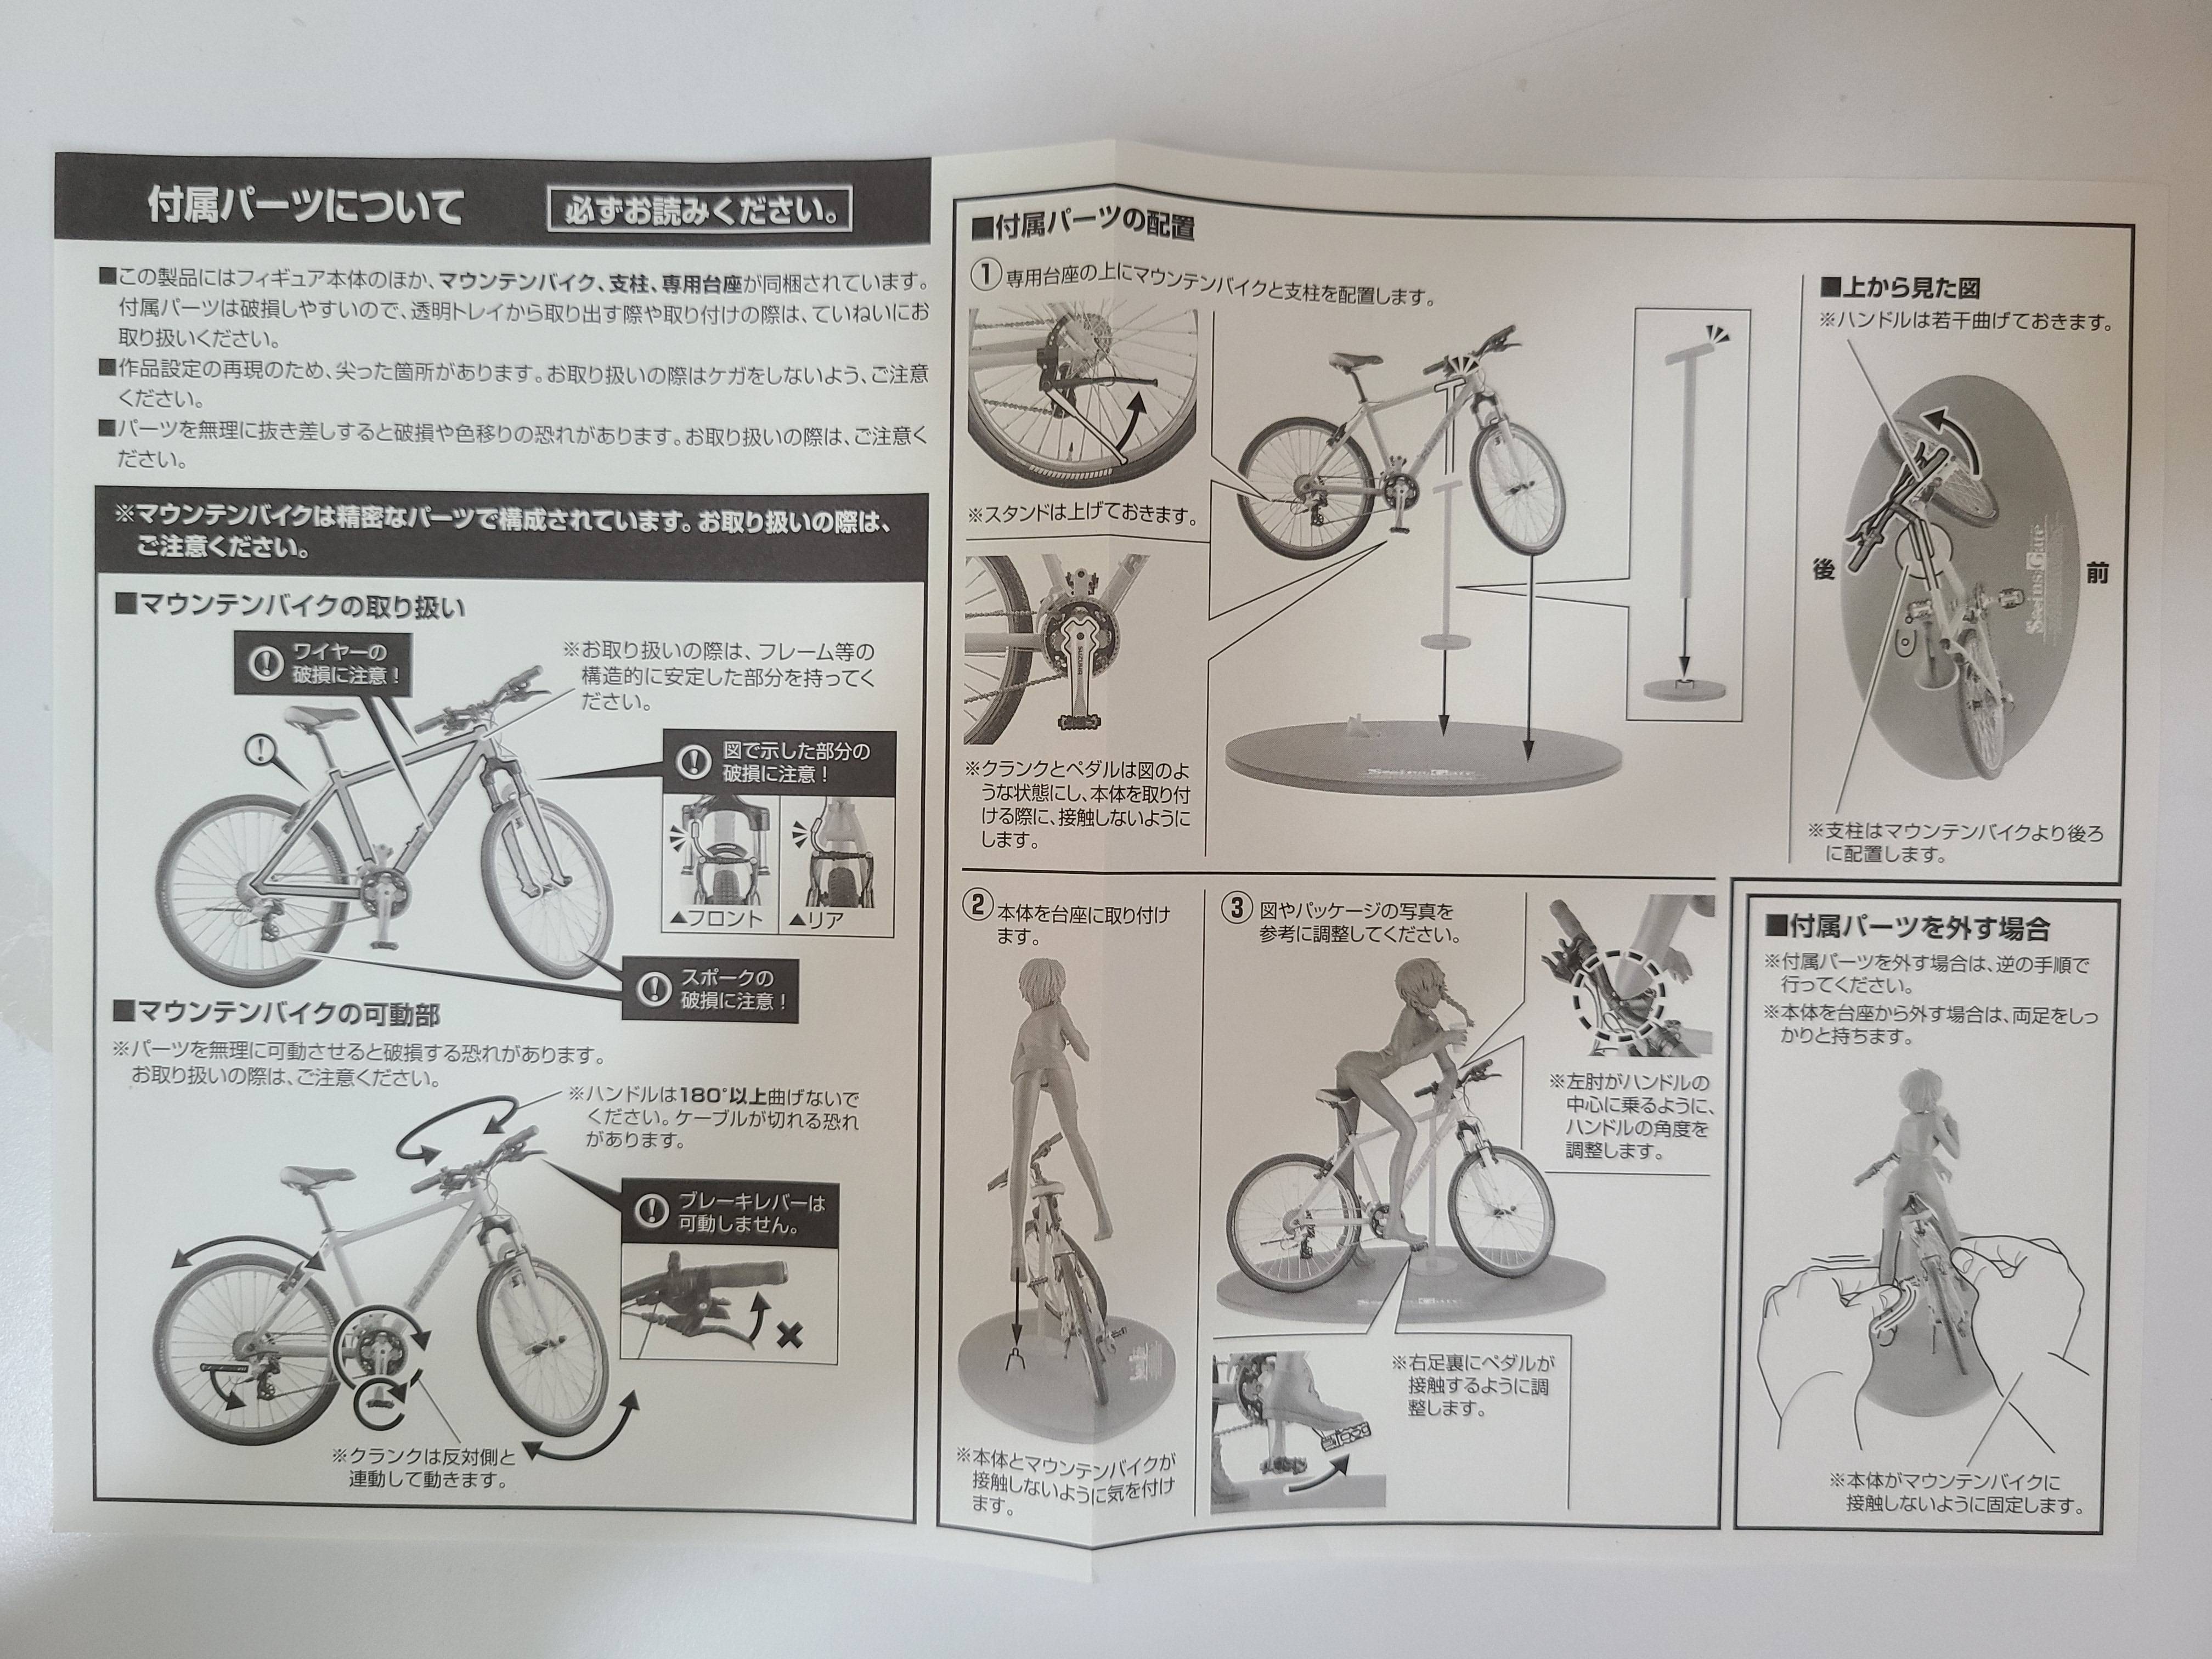 付属パーツについて
必ずお読みください。
■この製品にはフィギュア本体のほか、マウンテンバイク、支柱、専用台座が同梱されています。
付属パーツは破損しやすいので、透明トレイから取り出す際や取り付けの際は、ていねいにお
取り扱いください。
■作品設定の再現のため、尖った箇所があります。お取り扱いの際はケガをしないよう、ご注意
ください。
■パーツを無理に抜き差しすると破損や色移りの恐れがあります。お取り扱いの際は、ご注意く
ださい。
※マウンテンバイクは精密なパーツで構成されています。お取り扱いの際は、
ご注意ください。
■マウンテンバイクの取り扱い
! ワイヤーの
破損に注意！
※お取り扱いの際は、フレーム等の
構造的に安定した部分を持ってく
ださい。
!
! 図で示した部分の
破損に注意！
▲フロント
▲リア
! スポークの
破損に注意！
■マウンテンバイクの可動部
※パーツを無理に可動させると破損する恐れがあります。
お取り扱いの際は、ご注意ください。
※ハンドルは180°以上曲げないで
ください。ケーブルが切れる恐れ
があります。
! ブレーキレバーは
可動しません。
※クランクは反対側と
連動して動きます。
■付属パーツの配置
① 専用台座の上にマウンテンバイクと支柱を配置します。
※スタンドは上げておきます。
SUZUME
※クランクとペダルは図のよ
うな状態にし、本体を取り付
ける際に、接触しないように
します。
Steins;Gate
■上から見た図
※ハンドルは若干曲げておきます。
後
前
Steins;Gate
※支柱はマウンテンバイクより後ろ
に配置します。
② 本体を台座に取り付け
ます。
※本体とマウンテンバイクが
接触しないように気を付け
ます。
③ 図やパッケージの写真を
参考に調整してください。
※左肘がハンドルの
中心に乗るように、
ハンドルの角度を
調整します。
Steins;Gate
※右足裏にペダルが
接触するように調
整します。
■付属パーツを外す場合
※付属パーツを外す場合は、逆の手順で
行ってください。
※本体を台座から外す場合は、両足をしっ
かりと持ちます。
※本体がマウンテンバイクに
接触しないように固定します。